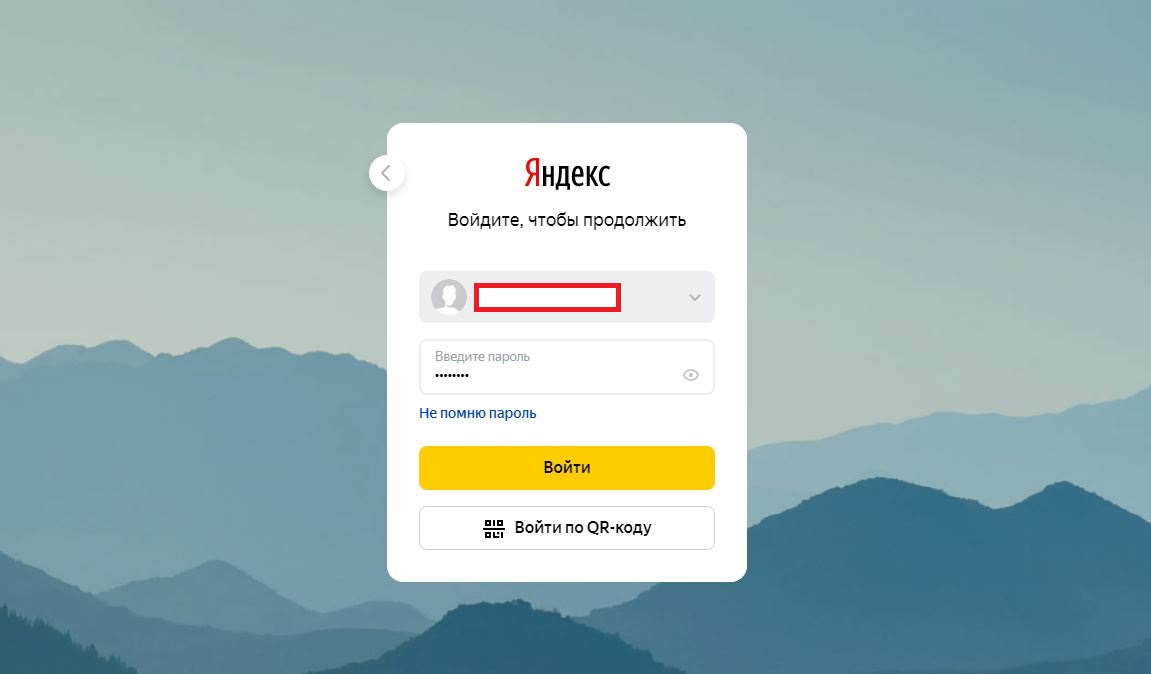 Яндекс
Войдите, чтобы продолжить
Введите пароль
••••••••
Не помню пароль
Войти
Войти по QR-коду